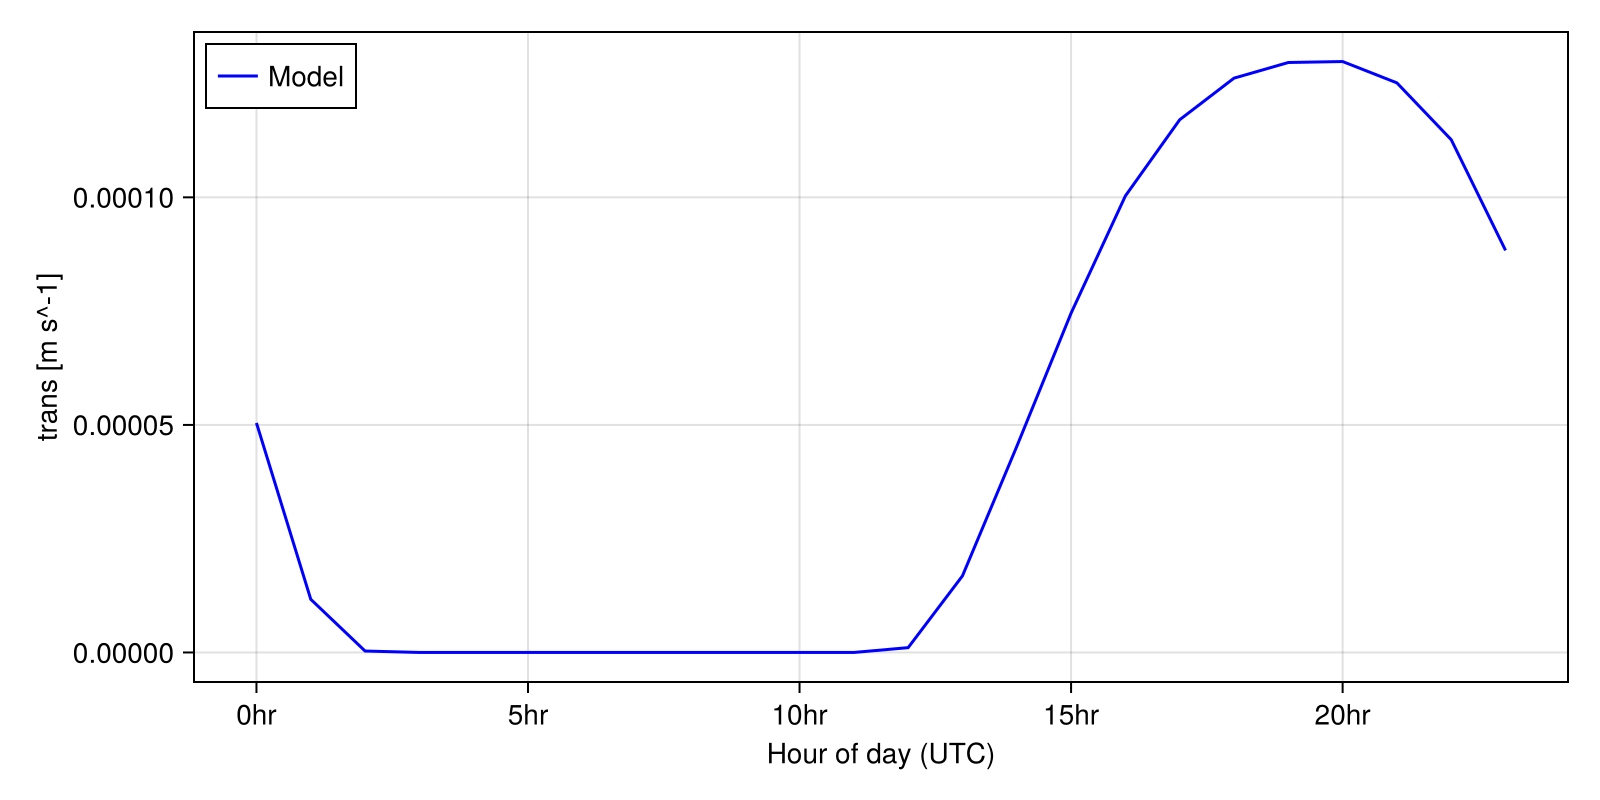 Model
0.00010
0.00005
0.00000
trans [m s^-1]
0hr 5hr 10hr 15hr 20hr
Hour of day (UTC)